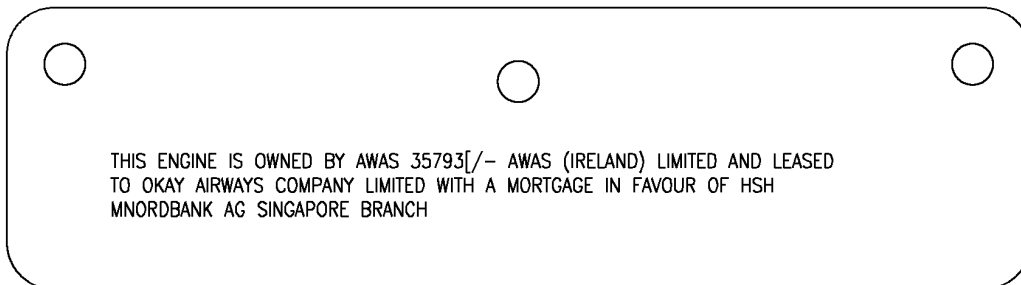 THIS ENGINE IS OWNED BY AWAS 35793[/- AWAS (IRELAND) LIMITED AND LEASED
TO OKAY AIRWAYS COMPANY LIMITED WITH A MORTGAGE IN FAVOUR OF HSH
MNORDBANK AG SINGAPORE BRANCH